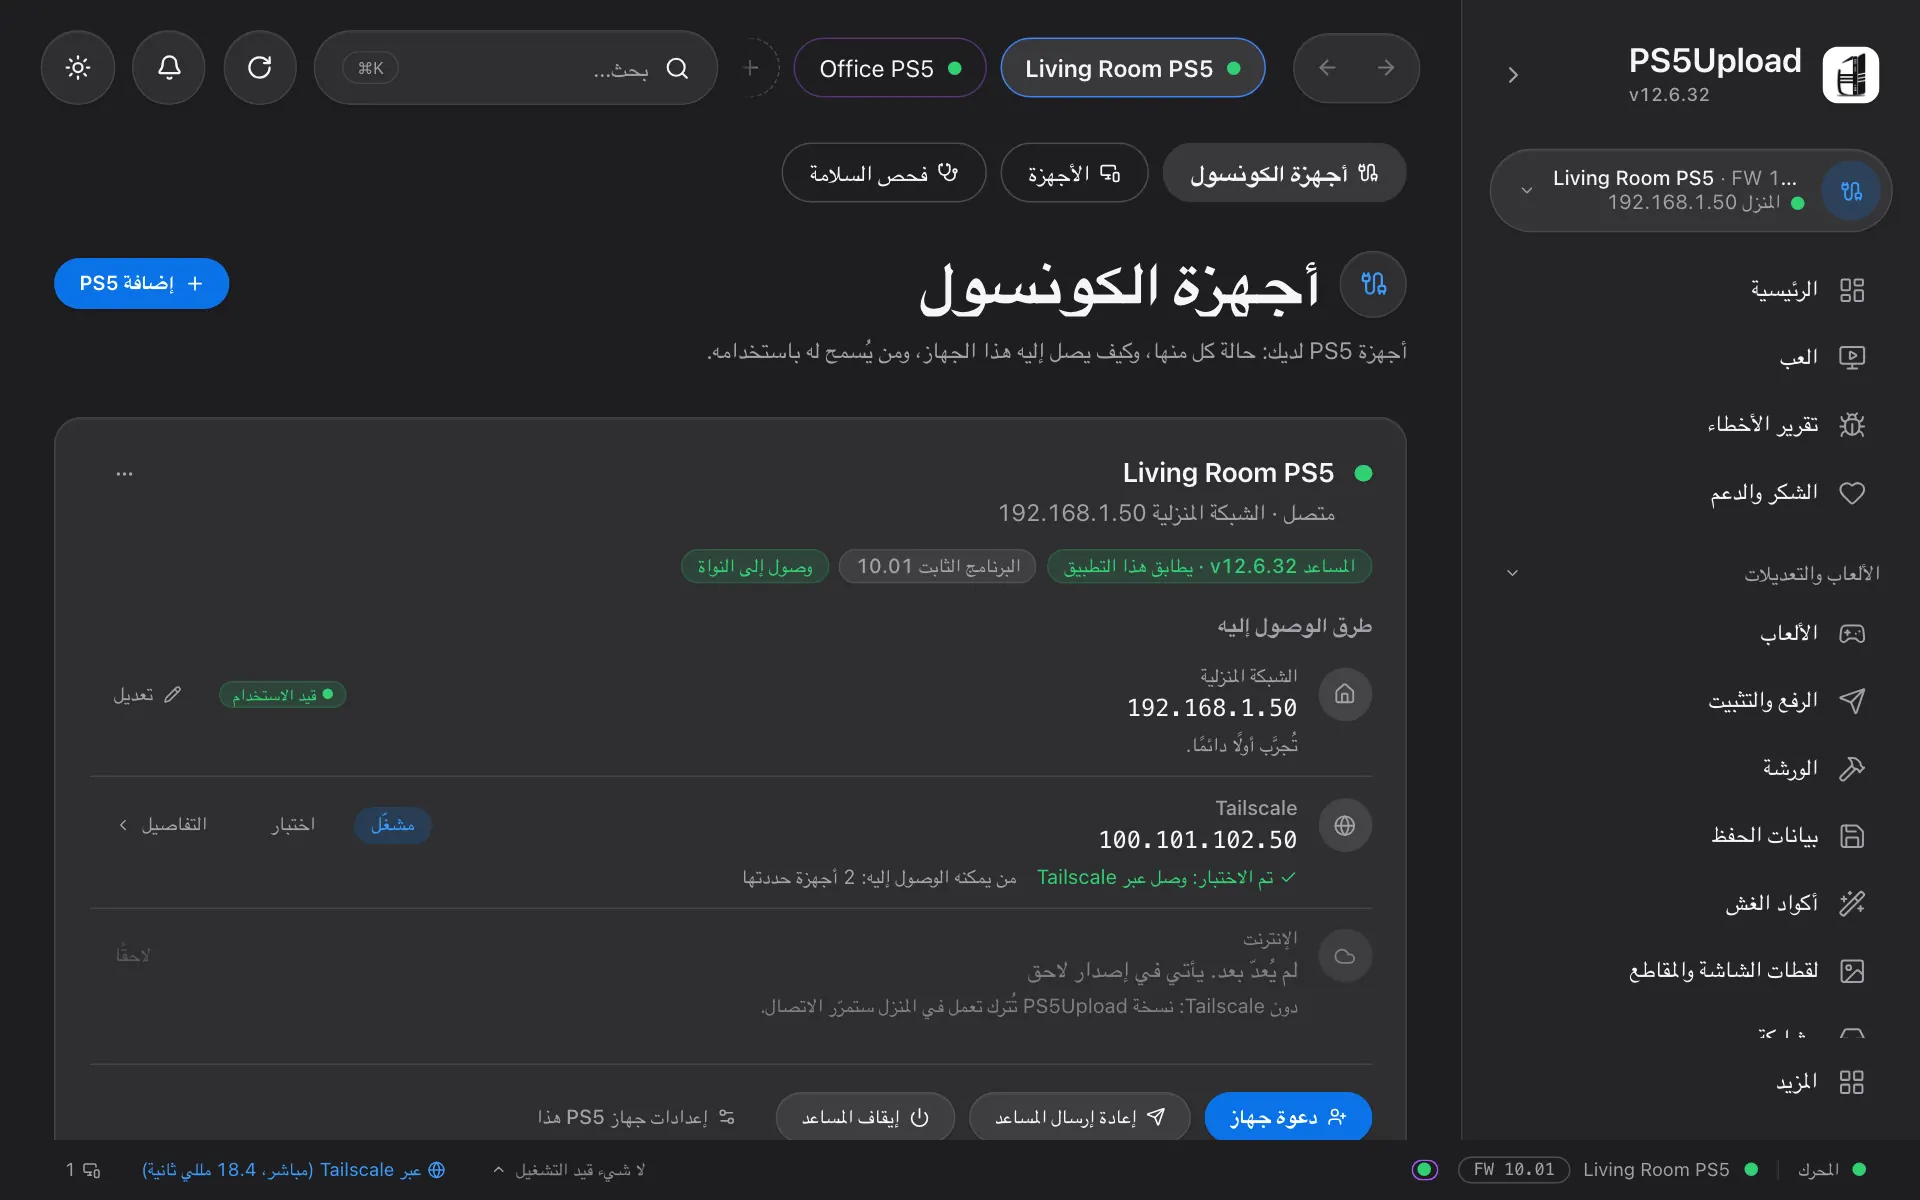 PS5Upload
v12.6.32
Living Room PS5 · FW 1...
المنزل 192.168.1.50
الرئيسية
العب
تقرير الأخطاء
الشكر والدعم
الألعاب والتعديلات
الألعاب
الرفع والتثبيت
الورشة
بيانات الحفظ
أكواد الغش
لقطات الشاشة والمقاطع
المزيد
Living Room PS5
Office PS5
بحث...
⌘K
أجهزة الكونسول
الأجهزة
فحص السلامة
أجهزة الكونسول
إضافة PS5
أجهزة PS5 لديك: حالة كل منها، وكيف يصل إليه هذا الجهاز، ومن يُسمح له باستخدامه.
Living Room PS5
متصل · الشبكة المنزلية 192.168.1.50
المساعد v12.6.32 · يطابق هذا التطبيق
البرنامج الثابت 10.01
وصول إلى النواة
طرق الوصول إليه
الشبكة المنزلية
192.168.1.50
تُجرَّب أولًا دائمًا.
قيد الاستخدام
تعديل
Tailscale
100.101.102.50
تم الاختبار: وصل عبر Tailscale
من يمكنه الوصول إليه: 2 أجهزة حددتها
مشغّل
اختبار
التفاصيل
الإنترنت
لم يُعدّ بعد. يأتي في إصدار لاحق
دون Tailscale: نسخة PS5Upload تُترك تعمل في المنزل ستمرّر الاتصال.
لاحقًا
دعوة جهاز
إعادة إرسال المساعد
إيقاف المساعد
إعدادات جهاز PS5 هذا
المحرك
Living Room PS5
FW 10.01
لا شيء قيد التشغيل
عبر Tailscale (مباشر، 18.4 مللي ثانية)
1